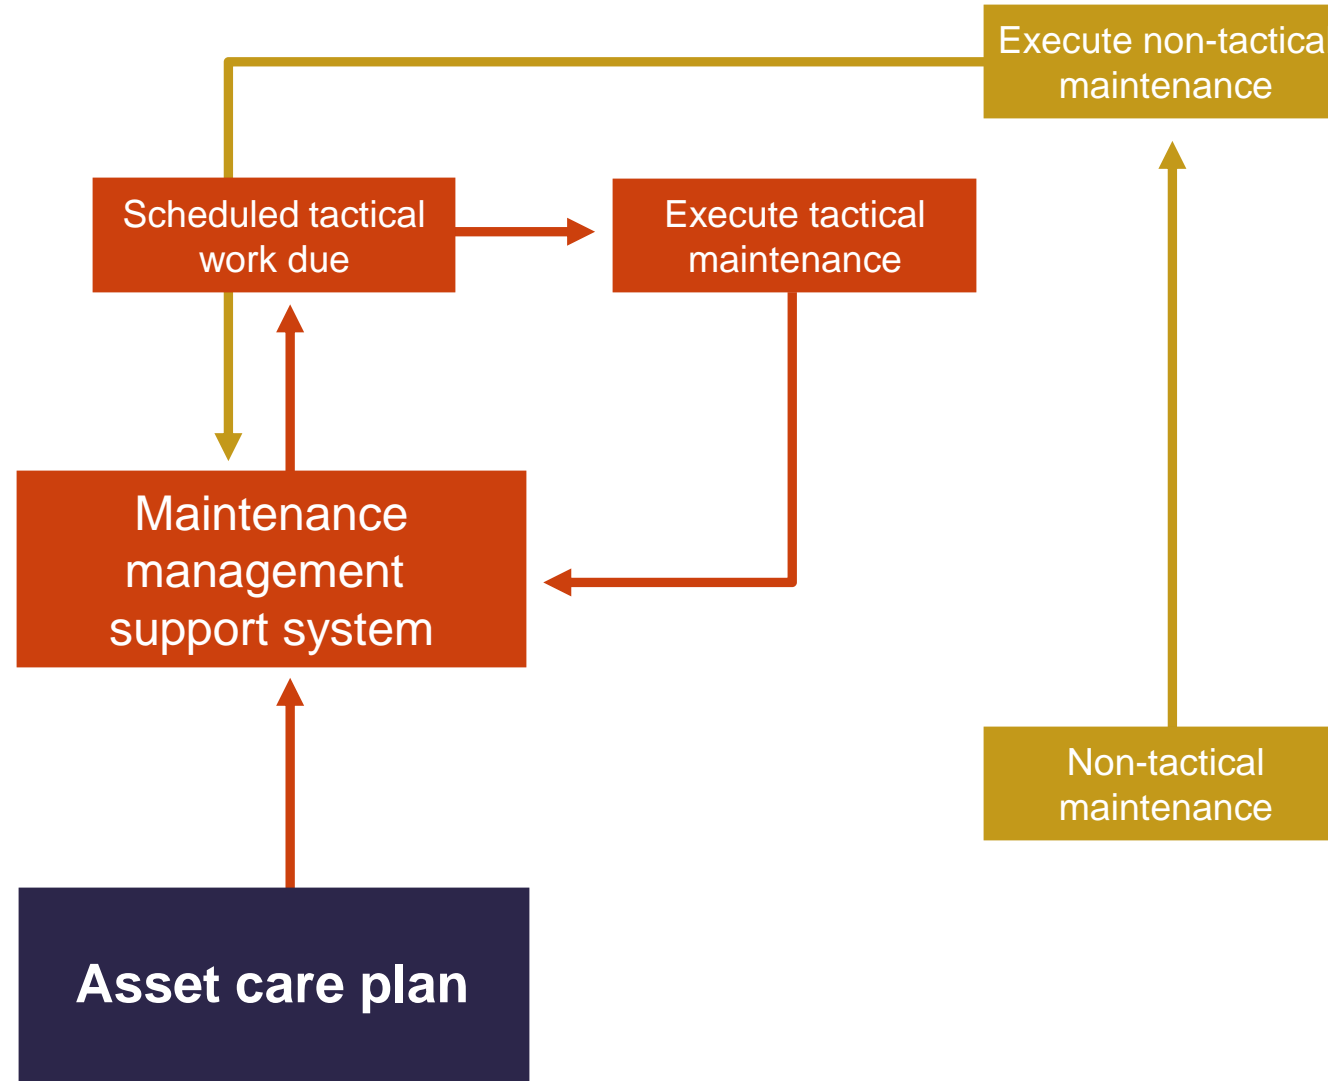 Execute non-tactica
maintenance
Scheduled tactical
work due
Execute tactical
maintenance
Maintenance
management
support system
Non-tactical
maintenance
Asset care plan